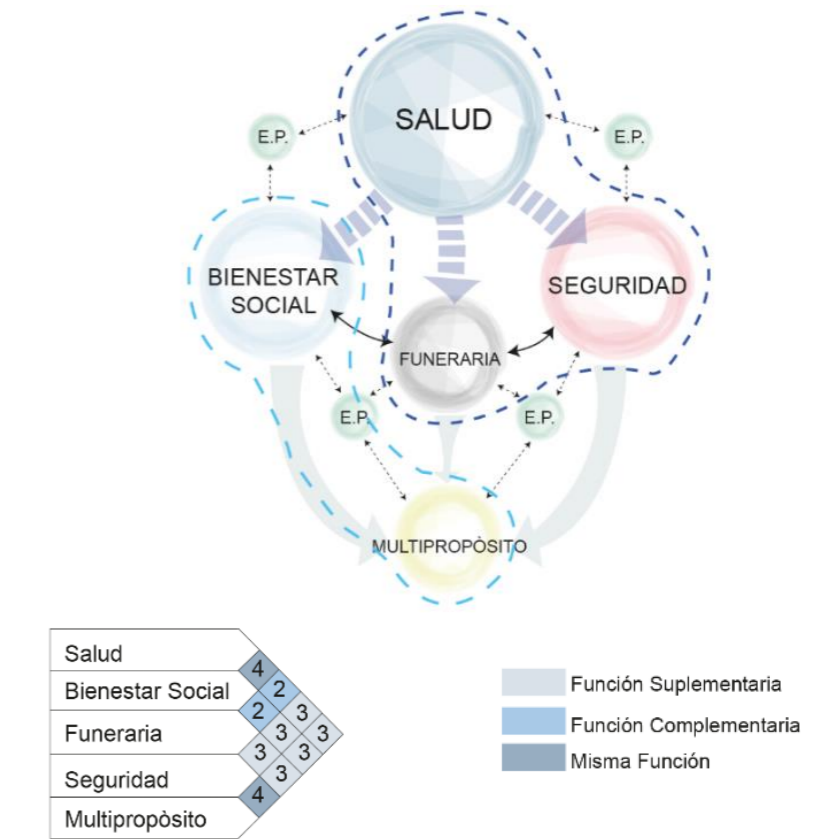 SALUD
E.P.
E.P.
BIENESTAR
SOCIAL
SEGURIDAD
FUNERARIA
E.P.
E.P.
MULTIPROPÒSITO
Salud
Bienestar Social
Funeraria
Seguridad
Multipropòsito
4
2
2
3
3
3
3
3
3
4
Función Suplementaria
Función Complementaria
Misma Función